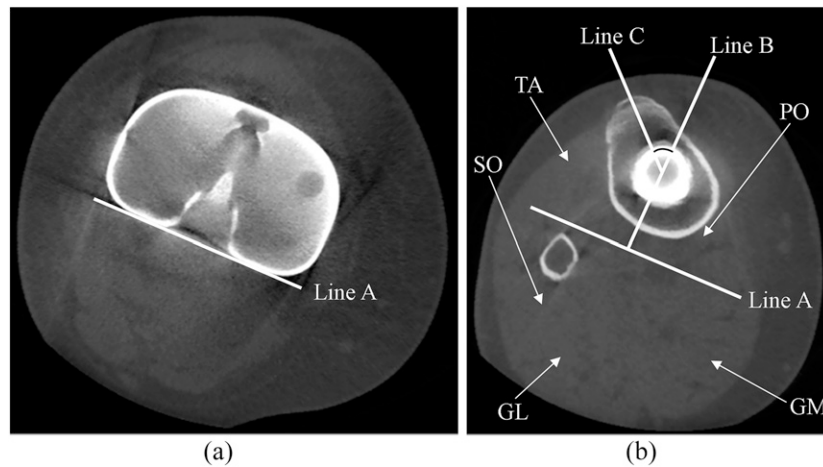 Line A
(a)
Line C
Line B
TA
PO
SO
Line A
GL
GM
(b)